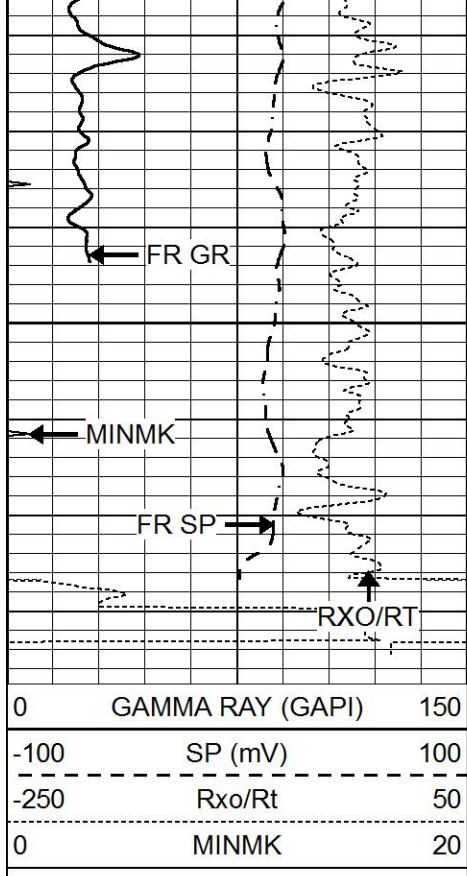 FR GR
MINMK
FR SP
RXO/RT
0 GAMMA RAY (GAPI) 150
-100 SP (mV) 100
-250 Rxo/Rt 50
0 MINMK 20